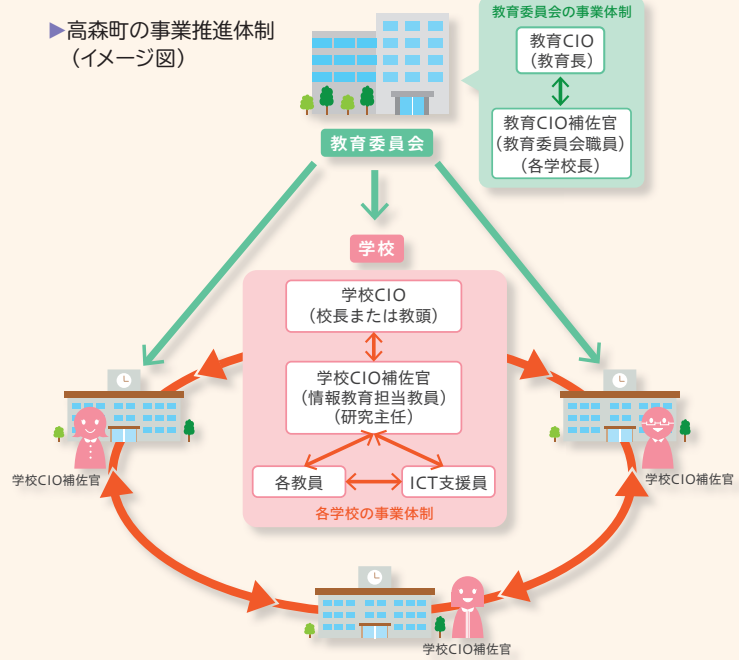 ▶高森町の事業推進体制
（イメージ図）
教育委員会の事業体制
教育CIO
（教育長）
教育CIO補佐官
（教育委員会職員）
（各学校長）
教育委員会
学校
学校CIO
（校長または教頭）
学校CIO補佐官
（情報教育担当教員）
（研究主任）
各教員
ICT支援員
各学校の事業体制
学校CIO補佐官
学校CIO補佐官
学校CIO補佐官